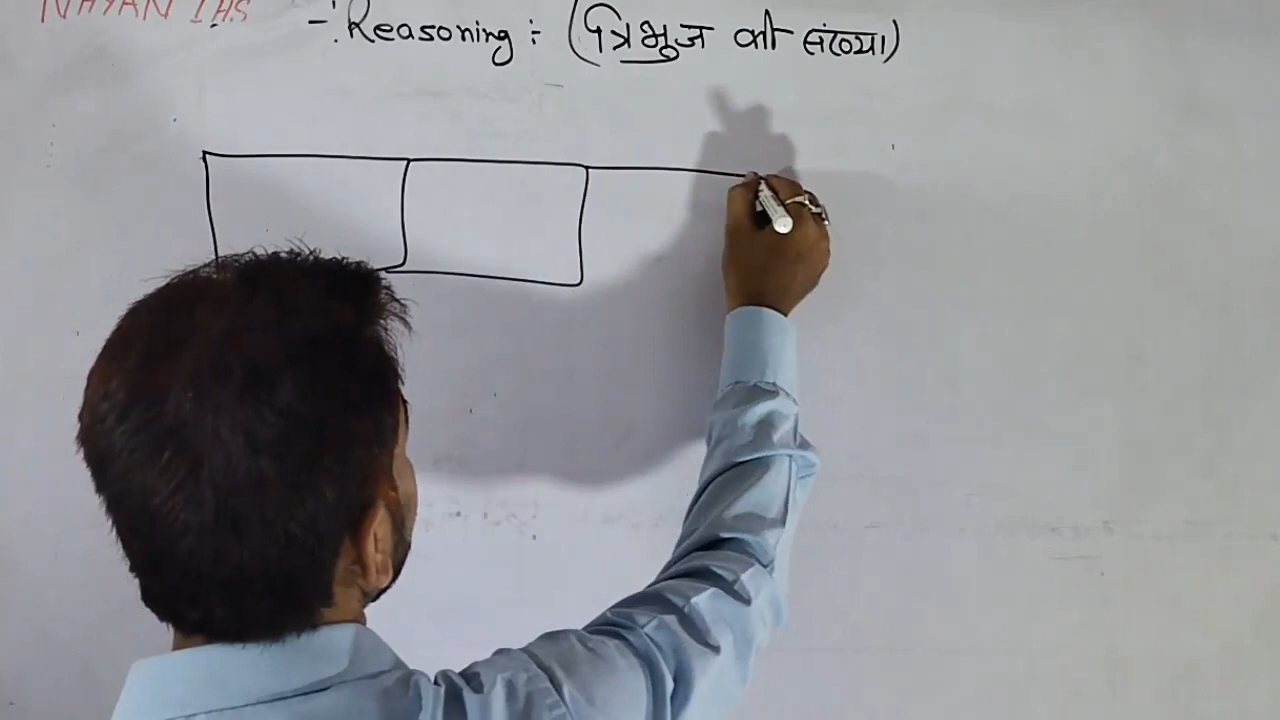 NAYAN IAS
-: Reasoning :- (त्रिभुज की संख्या)